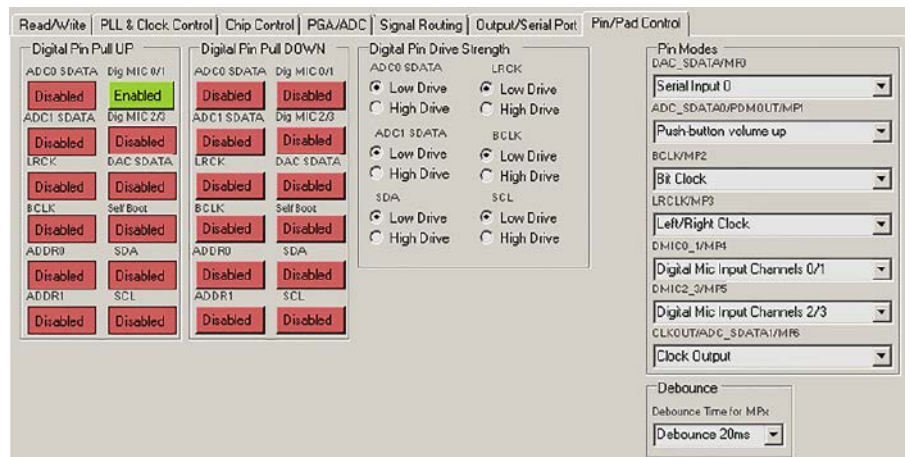 Read/Write PLL & Clock Control Chip Control PGA/ADC Signal Routing Output/Serial Port Pin/Pad Control
Digital Pin Pull UP
ADC0 SDATA Dig MIC 0/1
Disabled Enabled
ADC1 SDATA Dig MIC 2/3
Disabled Disabled
LRCK DAC SDATA
Disabled Disabled
BCLK Self Boot
Disabled Disabled
ADDR0 SDA
Disabled Disabled
ADDR1 SCL
Disabled Disabled
Digital Pin Pull DOWN
ADC0 SDATA Dig MIC 0/1
Disabled Disabled
ADC1 SDATA Dig MIC 2/3
Disabled Disabled
LRCK DAC SDATA
Disabled Disabled
BCLK Self Boot
Disabled Disabled
ADDR0 SDA
Disabled Disabled
ADDR1 SCL
Disabled Disabled
Digital Pin Drive Strength
ADC0 SDATA LRCK
Low Drive Low Drive
High Drive High Drive
ADC1 SDATA BCLK
Low Drive Low Drive
High Drive High Drive
SDA SCL
Low Drive Low Drive
High Drive High Drive
Pin Modes
DAC_SDATA/MP0
Serial Input 0
ADC_SDATA0/PDMOUT/MP1
Push-button volume up
BCLK/MP2
Bit Clock
LRCLK/MP3
Left/Right Clock
DMIC0_1/MP4
Digital Mic Input Channels 0/1
DMIC2_3/MP5
Digital Mic Input Channels 2/3
CLKOUT/ADC_SDATA1/MP6
Clock Output
Debounce
Debounce Time for MPx
Debounce 20ms